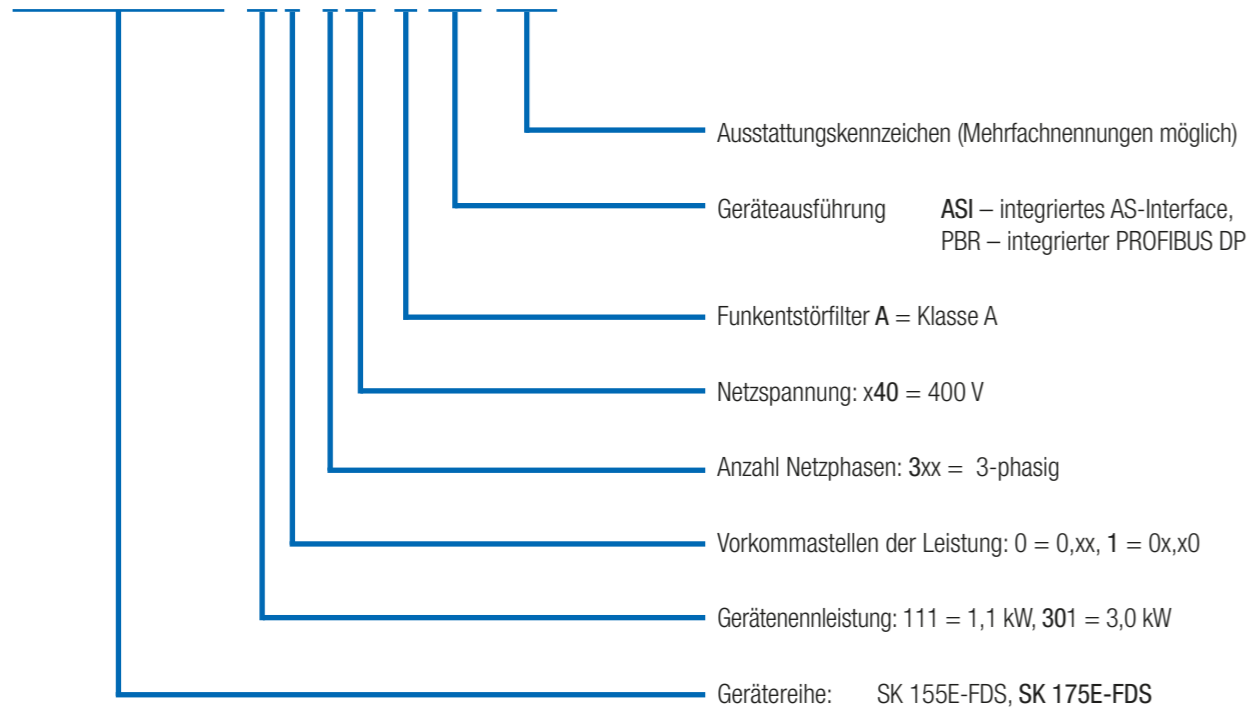 Ausstattungskennzeichen (Mehrfachnennungen möglich)
Geräteausführung ASI – integriertes AS-Interface,
PBR – integrierter PROFIBUS DP
Funkentstörfilter A = Klasse A
Netzspannung: x40 = 400 V
Anzahl Netzphasen: 3xx = 3-phasig
Vorkommastellen der Leistung: 0 = 0,xx, 1 = 0x,x0
Gerätenennleistung: 111 = 1,1 kW, 301 = 3,0 kW
Gerätereihe: SK 155E-FDS, SK 175E-FDS